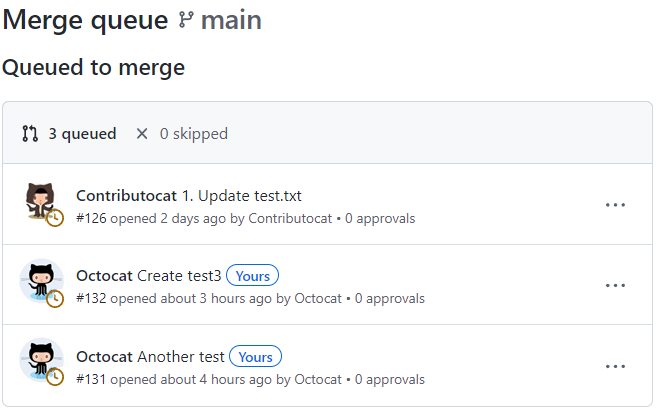 Merge queue main
Queued to merge
3 queued 0 skipped
Contributocat 1. Update test.txt
#126 opened 2 days ago by Contributocat • 0 approvals
Octocat Create test3 Yours
#132 opened about 3 hours ago by Octocat • 0 approvals
Octocat Another test Yours
#131 opened about 4 hours ago by Octocat • 0 approvals